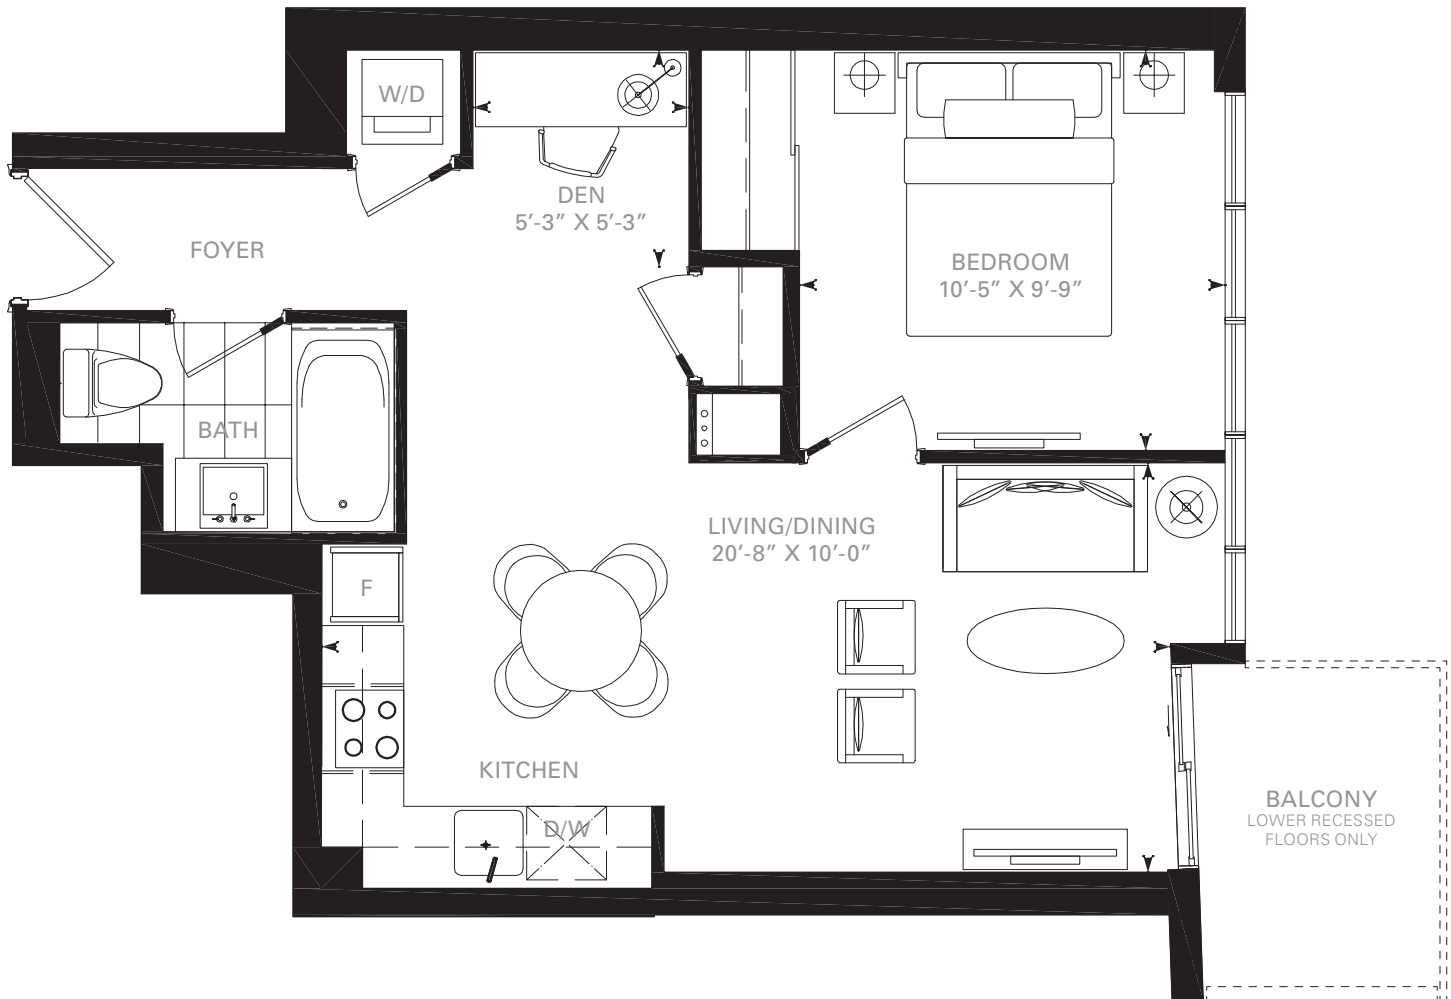 W/D
DEN
5'-3" X 5'-3"
FOYER
BEDROOM
10'-5" X 9'-9"
BATH
LIVING/DINING
20'-8" X 10'-0"
F
KITCHEN
D/W
BALCONY
LOWER RECESSED
FLOORS ONLY